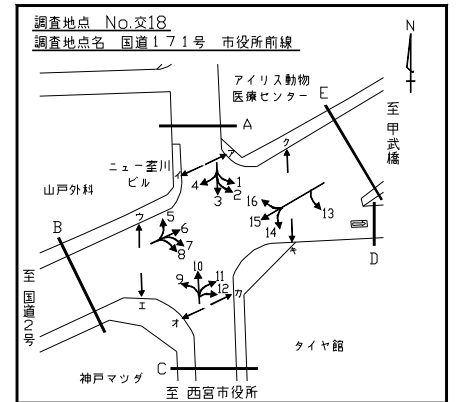 調査地点 No.交18
調査地点名 国道171号 市役所前線
N
アイリス動物
医療センター
E
至甲武橋
A
ア
ク
イ
ニュー室川
ビル
4
3
2
1
山戸外科
16
15
14
13
B
ウ
5
6
7
8
キ
D
至国道2号
エ
9
10
11
12
カ
オ
タイヤ館
神戸マツダ
C
至 西宮市役所